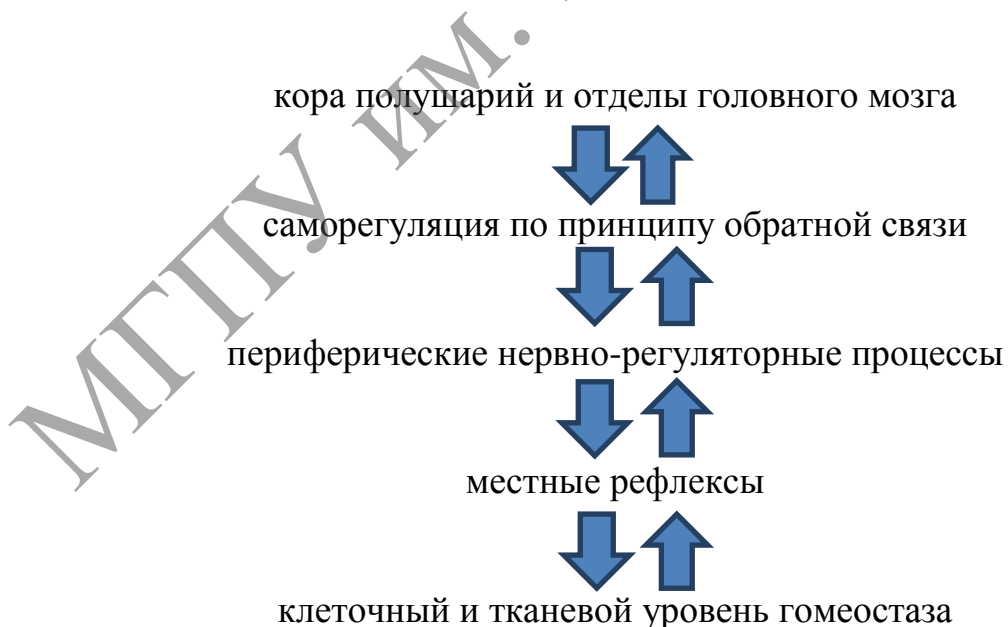 МГПУ им.
кора полушарий и отделы головного мозга
саморегуляция по принципу обратной связи
периферические нервно-регуляторные процессы
местные рефлексы
клеточный и тканевой уровень гомеостаза